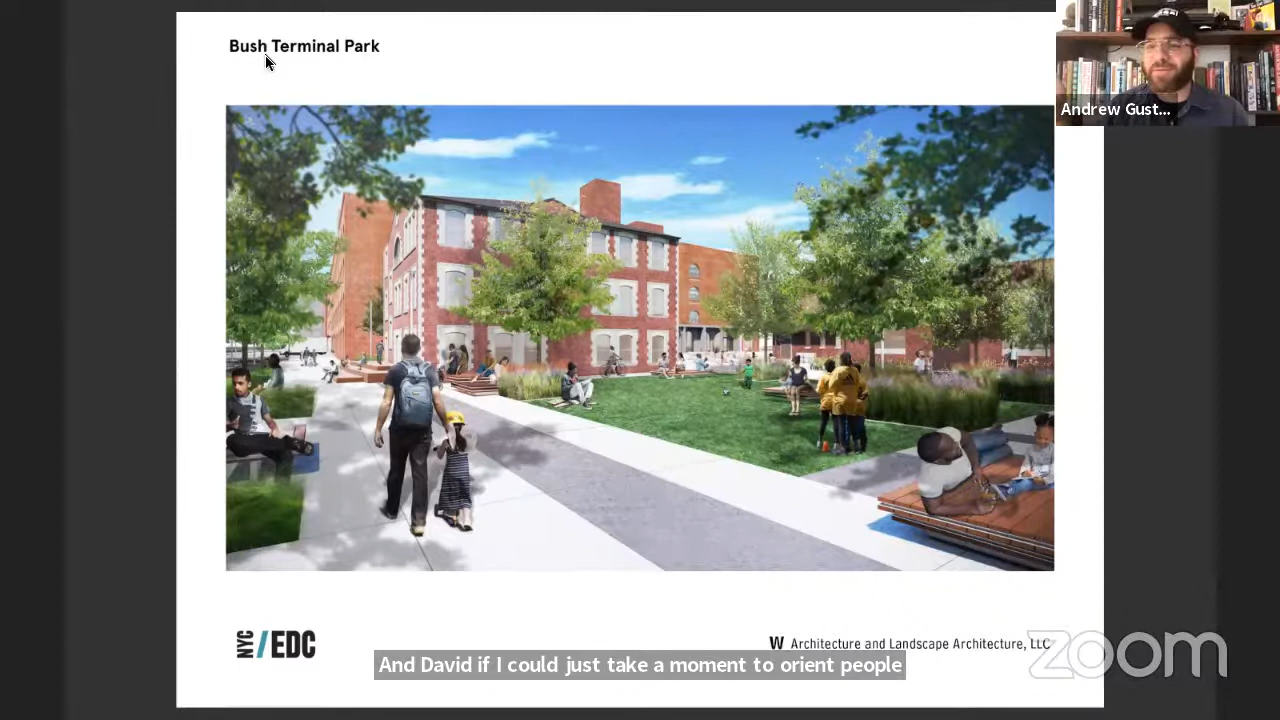 Bush Terminal Park
Andrew Gust...
NYC / EDC
W Architecture and Landscape Architecture, LLC
And David if I could just take a moment to orient people
zoom